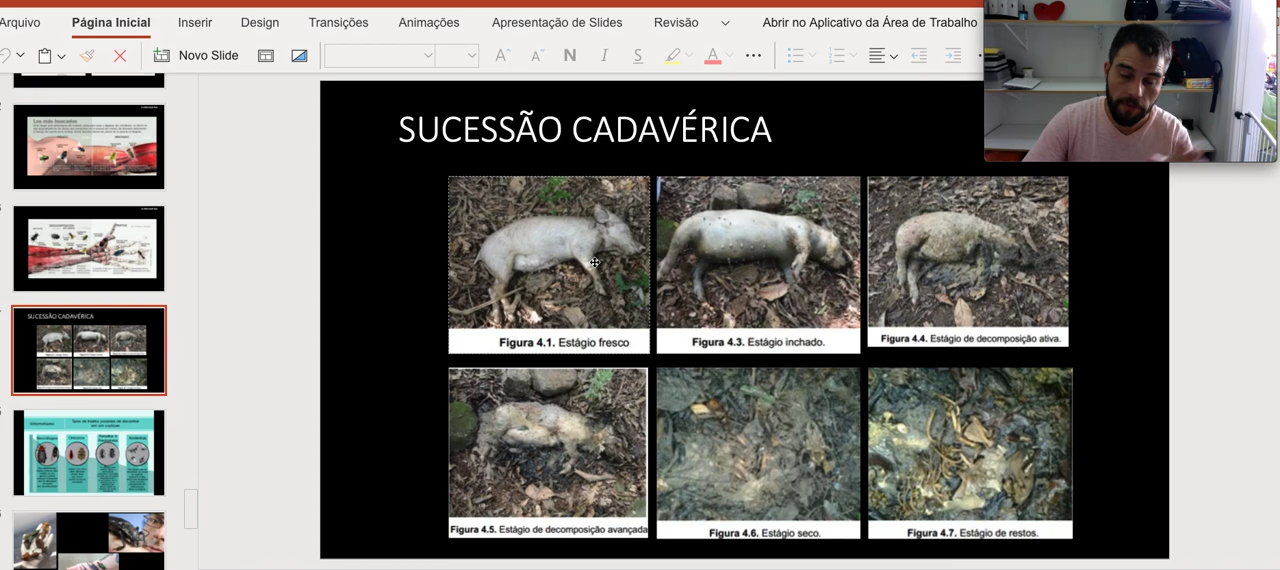 Arquivo Página Inicial Inserir Design Transições Animações Apresentação de Slides Revisão Abrir no Aplicativo da Área de Trabalho
Novo Slide N I S A
SUCESSÃO CADAVÉRICA
Figura 4.1. Estágio fresco
Figura 4.3. Estágio inchado.
Figura 4.4. Estágio de decomposição ativa.
Figura 4.5. Estágio de decomposição avançada
Figura 4.6. Estágio seco.
Figura 4.7. Estágio de restos.
Los más buscados
SUCESSÃO CADAVÉRICA